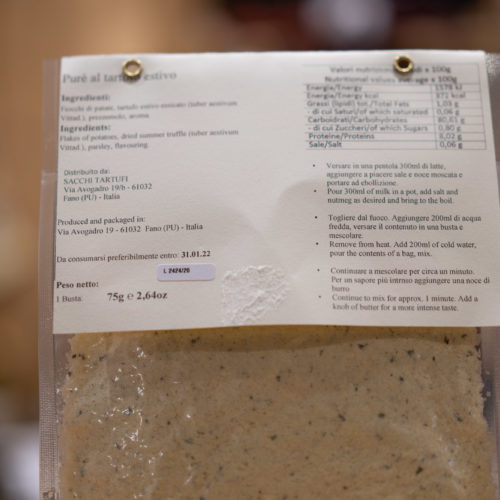 Purè al tartufo estivo
Ingredienti:
Fiocchi di patate, tartufo estivo essicato (tuber aestivum
Vittad.), prezzemolo, aroma.
Ingredients:
Flakes of potatoes, dried summer truffle (tuber aestivum
Vittad.), parsley, flavouring.
Distribuito da:
SACCHI TARTUFI
Via Avogadro 19/b - 61032
Fano (PU) - Italia
Produced and packaged in:
Via Avogadro 19 - 61032 Fano (PU) - Italia
Da consumarsi preferibilmente entro: 31.01.22
L 2424/20
Peso netto:
1 Busta: 75g e 2,64oz
Valori nutrizionali medi x 100g
Nutritional values average x 100g
Energie/Energy 1578 kJ
Energie/Energy kcal 372 kcal
Grassi (lipidi) tot./Total Fats 1,03 g
- di cui Saturi/of which saturated 0,06 g
Carboidrati/Carbohydrates 80,61 g
- di cui Zuccheri/of which Sugars 0,80 g
Proteine/Proteins 8,02 g
Sale/Salt 0,06 g
• Versare in una pentola 300ml di latte,
aggiungere a piacere sale e noce moscata e
portare ad ebollizione.
• Pour 300ml of milk in a pot, add salt and
nutmeg as desired and bring to the boil.
• Togliere dal fuoco. Aggiungere 200ml di acqua
fredda, versare il contenuto in una busta e
mescolare.
• Remove from heat. Add 200ml of cold water,
pour the contents of a bag, mix.
• Continuare a mescolare per circa un minuto.
Per un sapore più intenso aggiungere una noce di
burro
• Continue to mix for approx. 1 minute. Add a
knob of butter for a more intense taste.